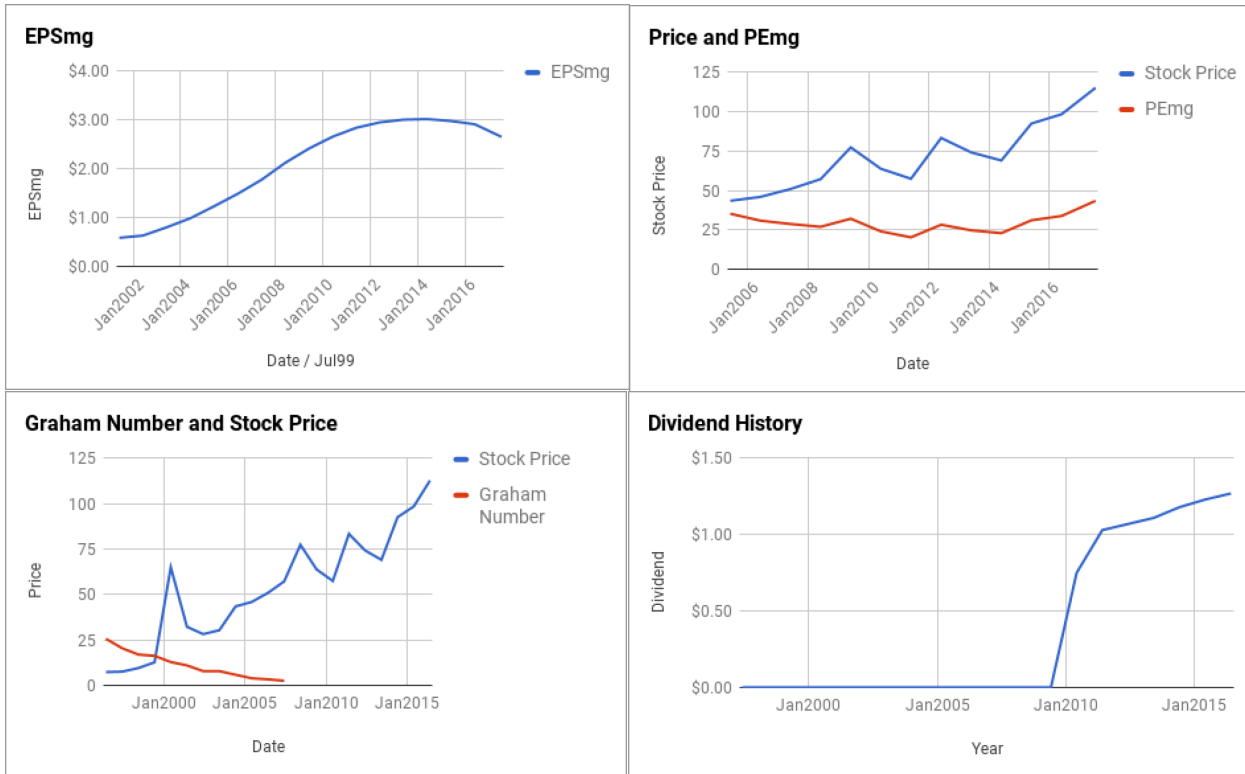 EPSmg
EPSmg
$4.00
$3.00
$2.00
$1.00
$0.00
EPSmg
Jan2002
Jan2004
Jan2006
Jan2008
Jan2010
Jan2012
Jan2014
Jan2016
Date / Jul99
Price and PEmg
Stock Price
PEmg
125
100
75
50
25
0
Stock Price
Jan2006
Jan2008
Jan2010
Jan2012
Jan2014
Jan2016
Date
Graham Number and Stock Price
Stock Price
Graham
Number
125
100
75
50
25
0
Price
Jan2000
Jan2005
Jan2010
Jan2015
Date
Dividend History
$1.50
$1.00
$0.50
$0.00
Dividend
Jan2000
Jan2005
Jan2010
Jan2015
Year